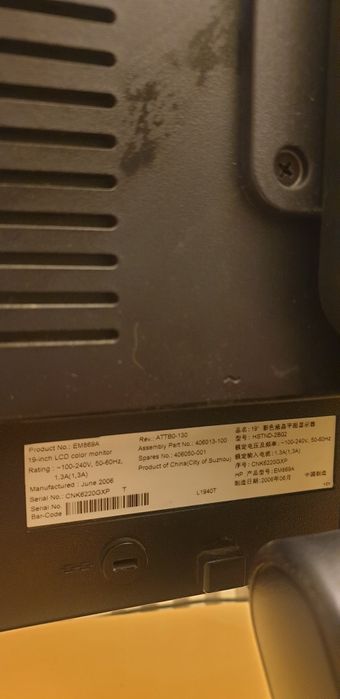 Product No.: EM869A
19-inch LCD color monitor
Rating : ~100-240V, 50-60Hz,
1.3A(1.3A)
Manufactured : June 2006
Serial No.: CNK6220GXP T
Serial No.
Bar-Code
Rev.: ATTB0-130
Assembly Part No.: 406013-100
Spares No.: 406050-001
Product of China(City of Suzhou)
L1940T
品名: 19" 彩色液晶平面显示器
型号: HSTND-2B02
额定电压及频率: ~100-240V, 50-60Hz
额定输入电流: 1.3A(1.3A)
序号: CNK6220GXP
HP 产品型号: EM869A
制造日期: 2006年06月 中国制造